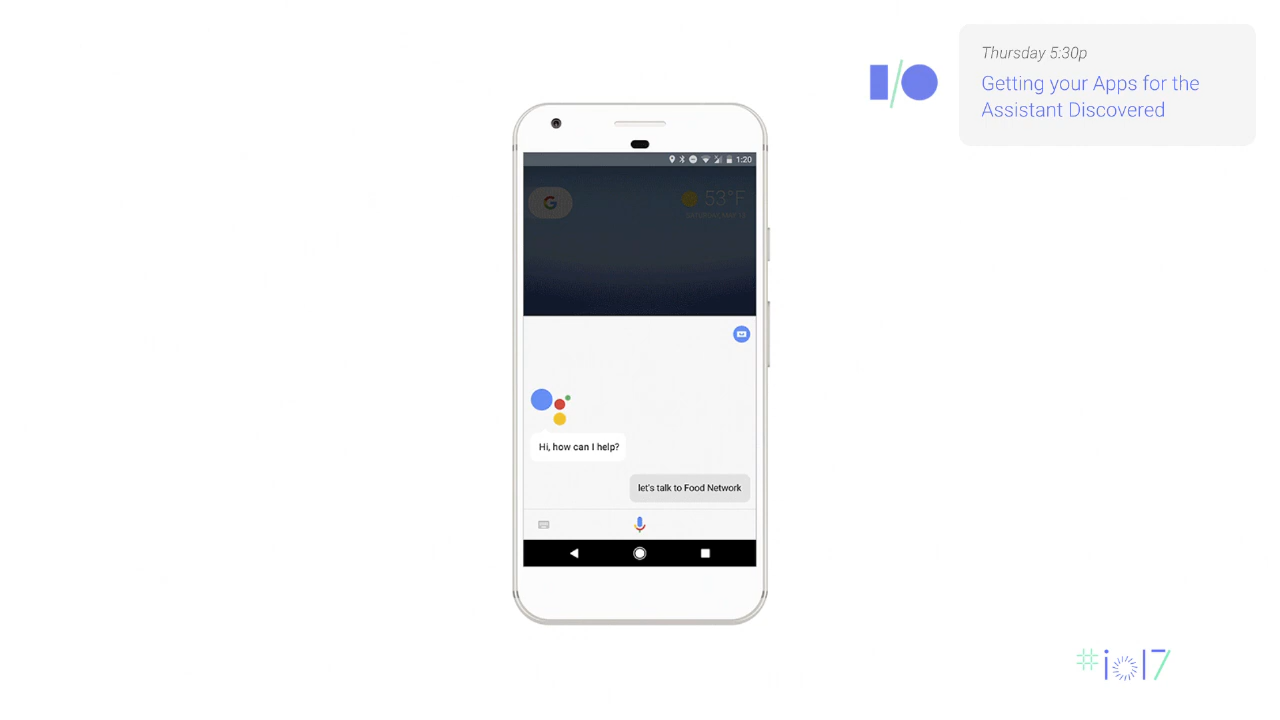 Thursday 5:30p
I/O
Getting your Apps for the
Assistant Discovered
1:20
G
53°F
Hi, how can I help?
let's talk to Food Network
#io17